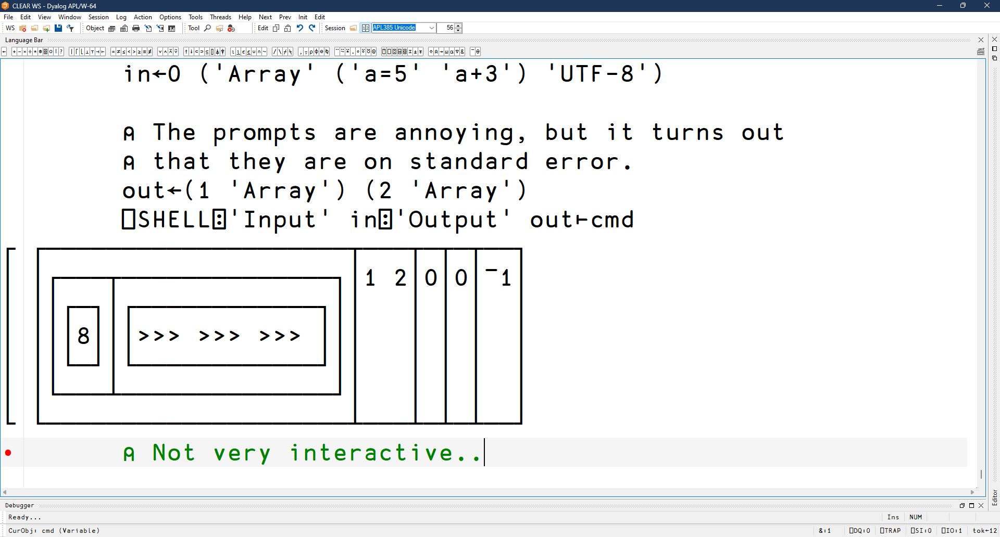 CLEAR WS - Dyalog APL/W-64
File Edit View Window Session Log Action Options Tools Threads Help Next Prev Init Edit
WS Object Tool Edit Session APL385 Unicode 56
Language Bar
in←0 ('Array' ('a=5' 'a+3') 'UTF-8')
⍝ The prompts are annoying, but it turns out
⍝ that they are on standard error.
out←(1 'Array') (2 'Array')
⎕SHELL⍠'Input' in⍠'Output' out⊢cmd
1 2 0 0 ¯1
8 >>> >>> >>>
⍝ Not very interactive..
Editor
Debugger
Ready...
Ins NUM
CurObj: cmd (Variable)
&:1 ⎕DQ:0 ⎕TRAP ⎕SI:0 ⎕IO:1 tok←12